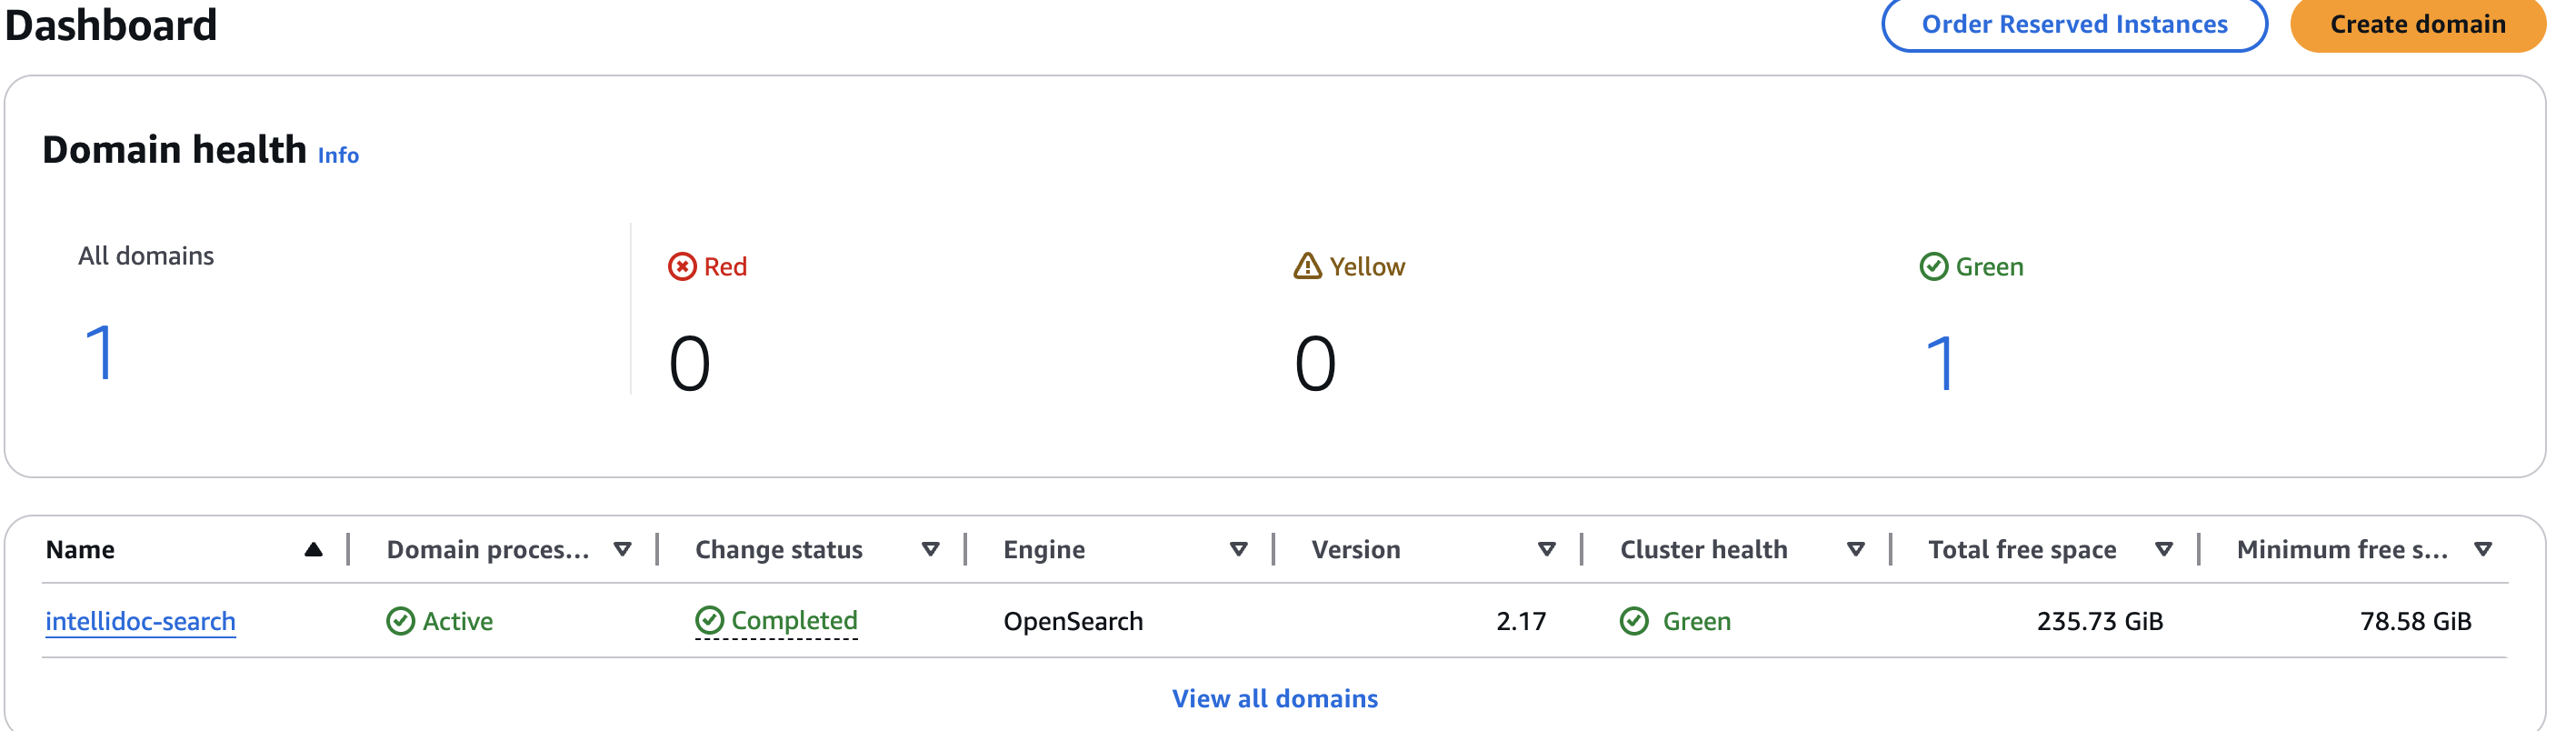 Dashboard
Order Reserved Instances
Create domain
Domain health Info
All domains
Red
Yellow
Green
1
0
0
1
Name
Domain proces...
Change status
Engine
Version
Cluster health
Total free space
Minimum free s...
intellidoc-search
Active
Completed
OpenSearch
2.17
Green
235.73 GiB
78.58 GiB
View all domains